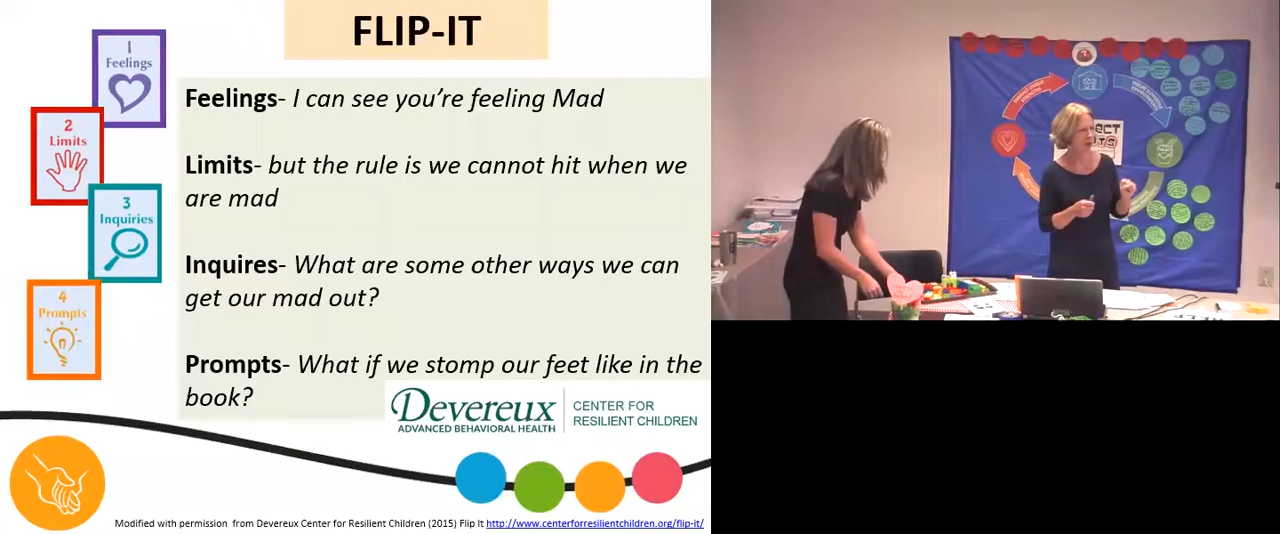 FLIP-IT
1
Feelings
2
Limits
3
Inquiries
4
Prompts
Feelings- I can see you're feeling Mad
Limits- but the rule is we cannot hit when we
are mad
Inquires- What are some other ways we can
get our mad out?
Prompts- What if we stomp our feet like in the
book?
Devereux
ADVANCED BEHAVIORAL HEALTH
CENTER FOR
RESILIENT CHILDREN
Modified with permission from Devereux Center for Resilient Children (2015) Flip It http://www.centerforresilientchildren.org/flip-it/